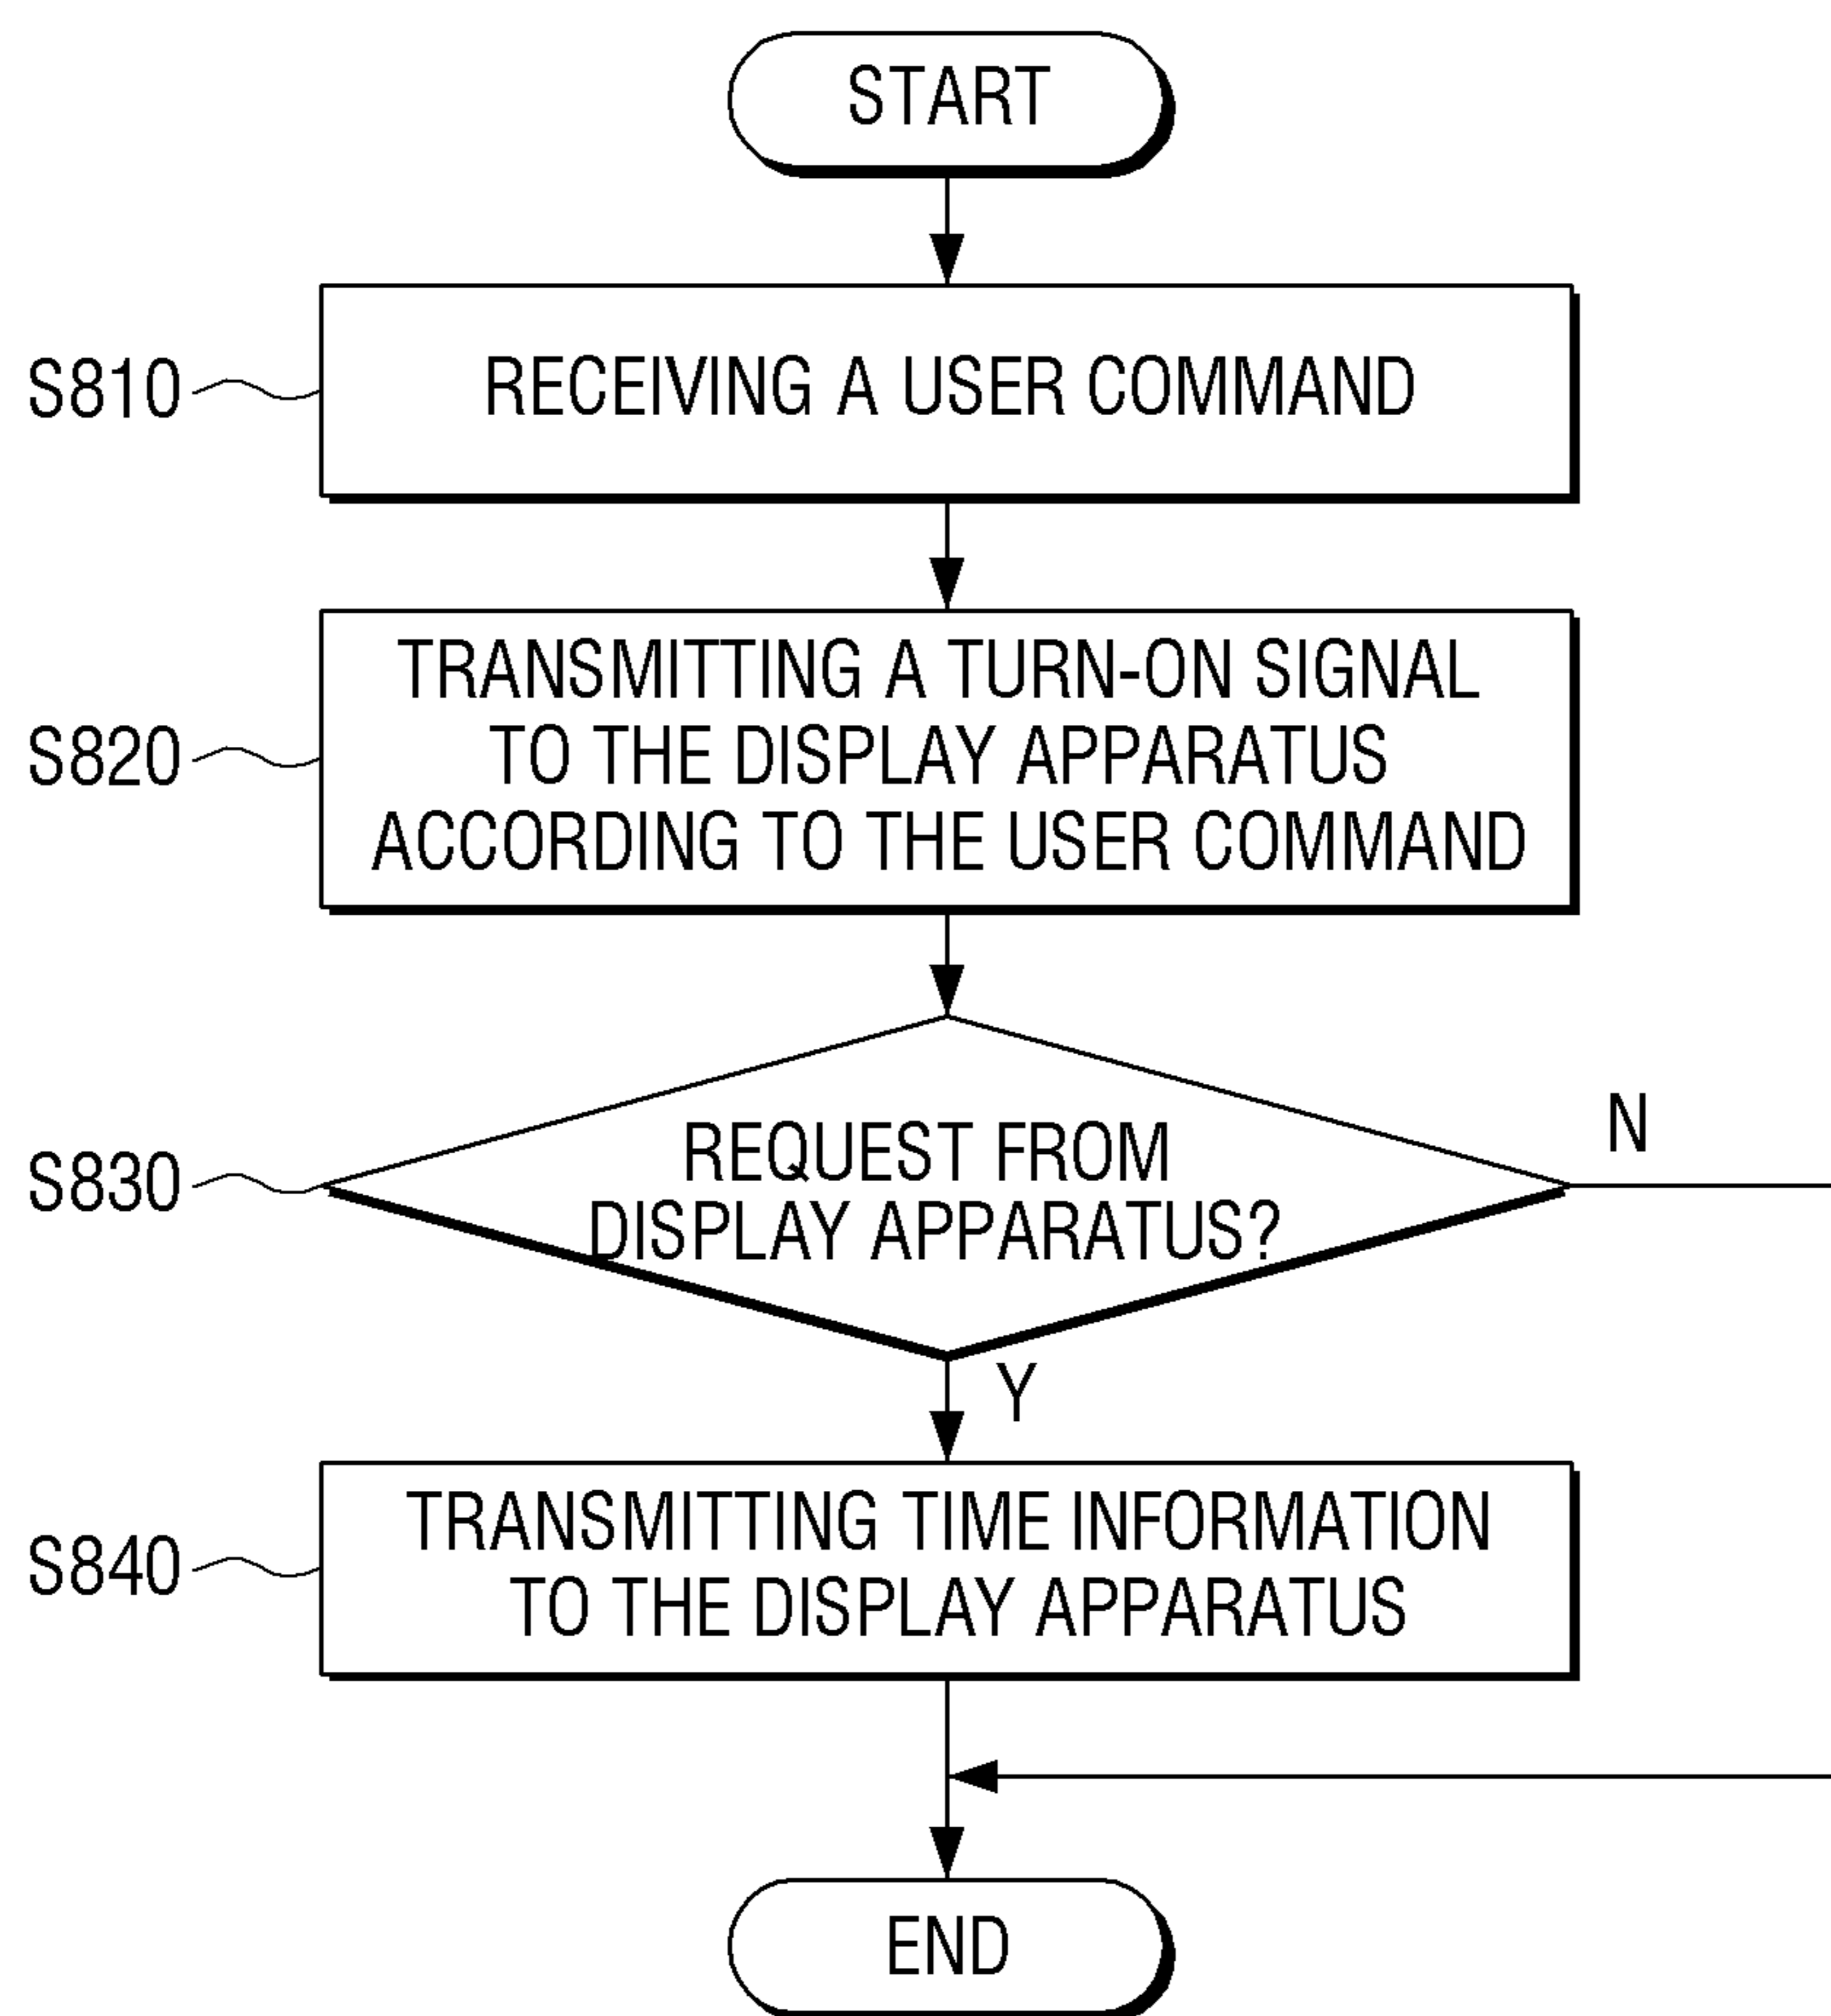 START
S810
RECEIVING A USER COMMAND
S820
TRANSMITTING A TURN-ON SIGNAL
TO THE DISPLAY APPARATUS
ACCORDING TO THE USER COMMAND
S830
REQUEST FROM
DISPLAY APPARATUS?
N
Y
S840
TRANSMITTING TIME INFORMATION
TO THE DISPLAY APPARATUS
END